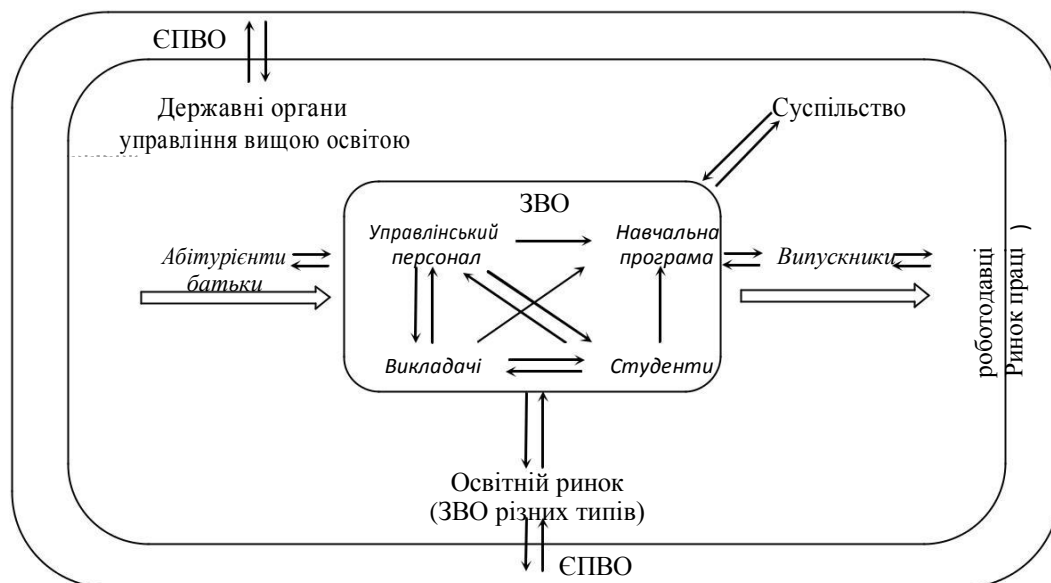 ЄПВО
Державні органи
управління вищою освітою
Суспільство
ЗВО
Управлінський
персонал
Навчальна
програма
Абітурієнти
батьки
Випускники
роботодавці
Ринок праці )
Викладачі
Студенти
Освітній ринок
(ЗВО різних типів)
ЄПВО